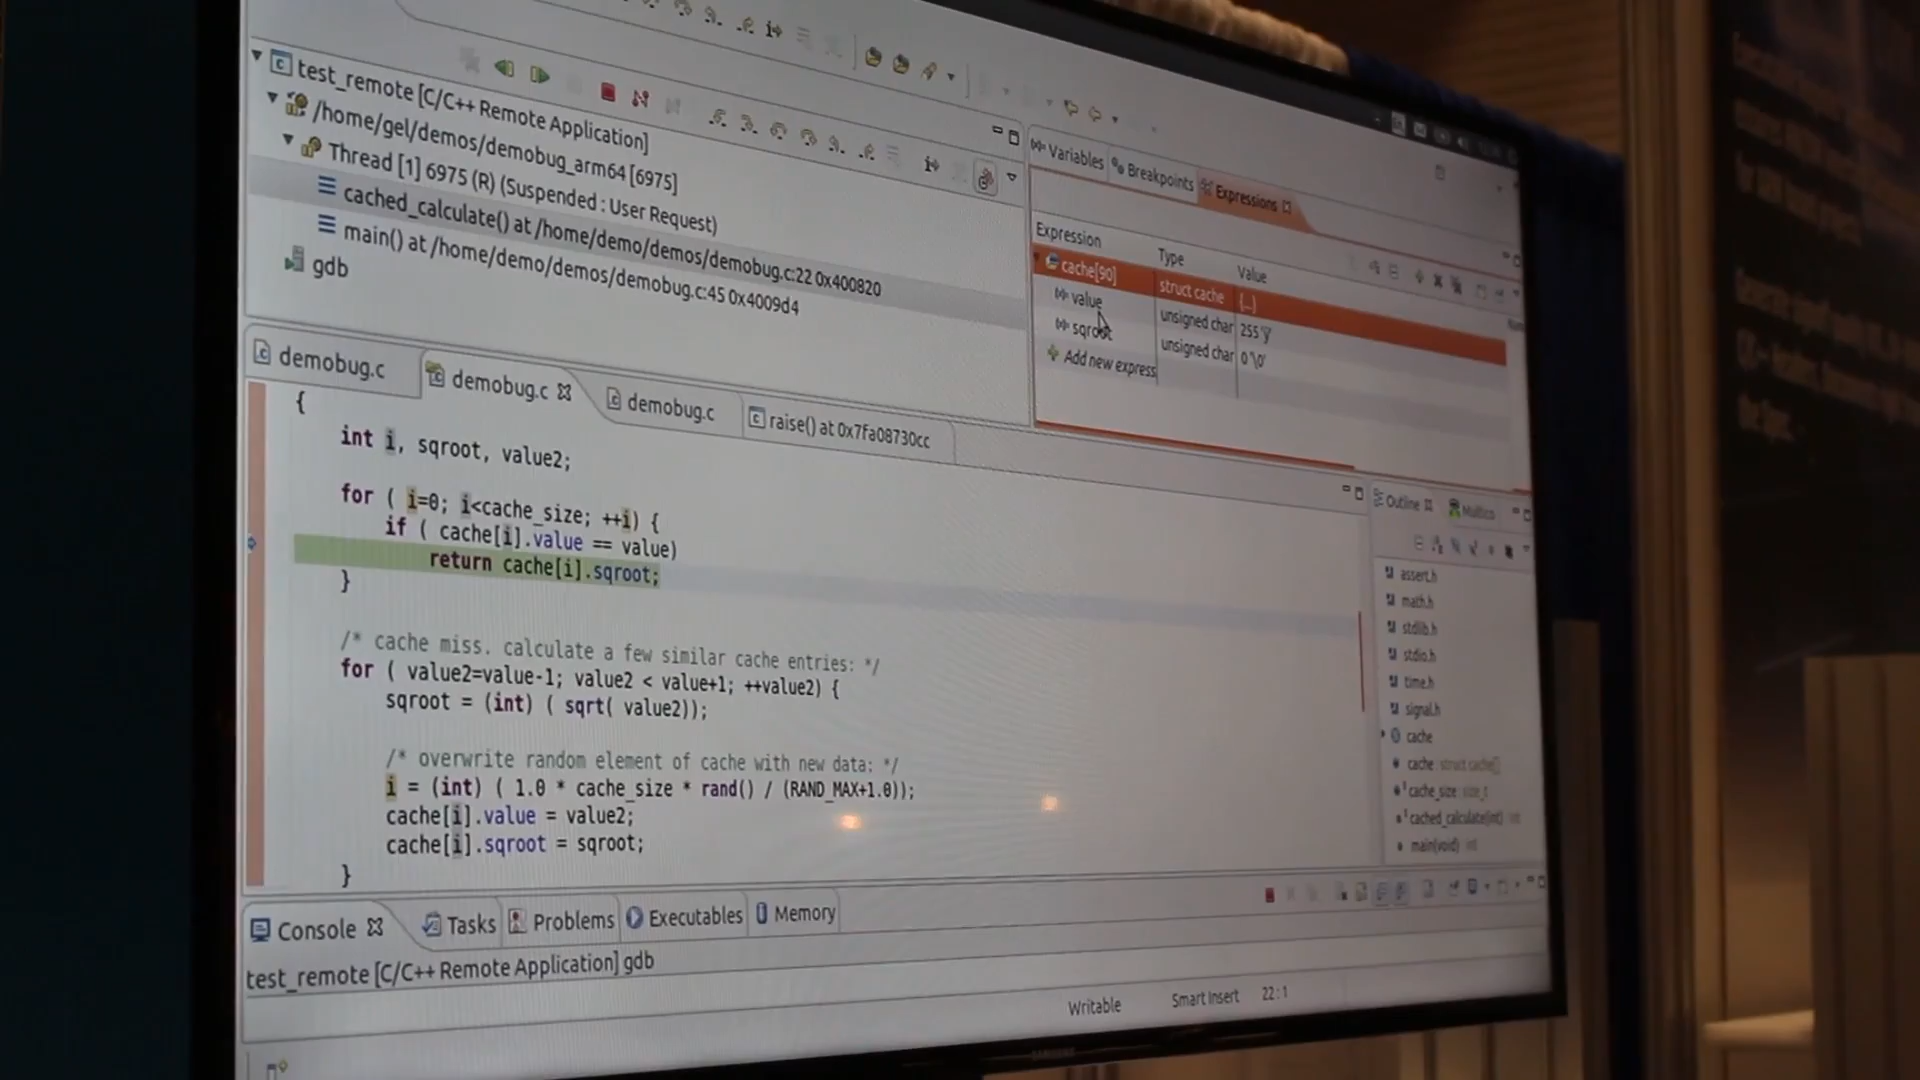 test_remote [C/C++ Remote Application]
/home/gel/demos/demobug_arm64 [6975]
Thread [1] 6975 (R) (Suspended : User Request)
cached_calculate() at /home/demo/demos/demobug.c:22 0x400820
main() at /home/demo/demos/demobug.c:45 0x4009d4
gdb
Variables Breakpoints Expressions
Expression Type Value
cache[90] struct cache {...}
value unsigned char 255 'ÿ'
sqroot unsigned char 0 '\0'
Add new express
demobug.c demobug.c demobug.c raise() at 0x7fa08730cc
{
int i, sqroot, value2;
for ( i=0; i<cache_size; ++i) {
if ( cache[i].value == value)
return cache[i].sqroot;
}
/* cache miss. calculate a few similar cache entries: */
for ( value2=value-1; value2 < value+1; ++value2) {
sqroot = (int) ( sqrt( value2));
/* overwrite random element of cache with new data: */
i = (int) ( 1.0 * cache_size * rand() / (RAND_MAX+1.0));
cache[i].value = value2;
cache[i].sqroot = sqroot;
}
Outline Multico
assert.h
math.h
stdlib.h
stdio.h
time.h
signal.h
cache
cache : struct cache[]
cache_size : size_t
cached_calculate(int) : int
main(void) : int
Console Tasks Problems Executables Memory
test_remote [C/C++ Remote Application] gdb
Writable Smart Insert 22 : 1
SAMSUNG